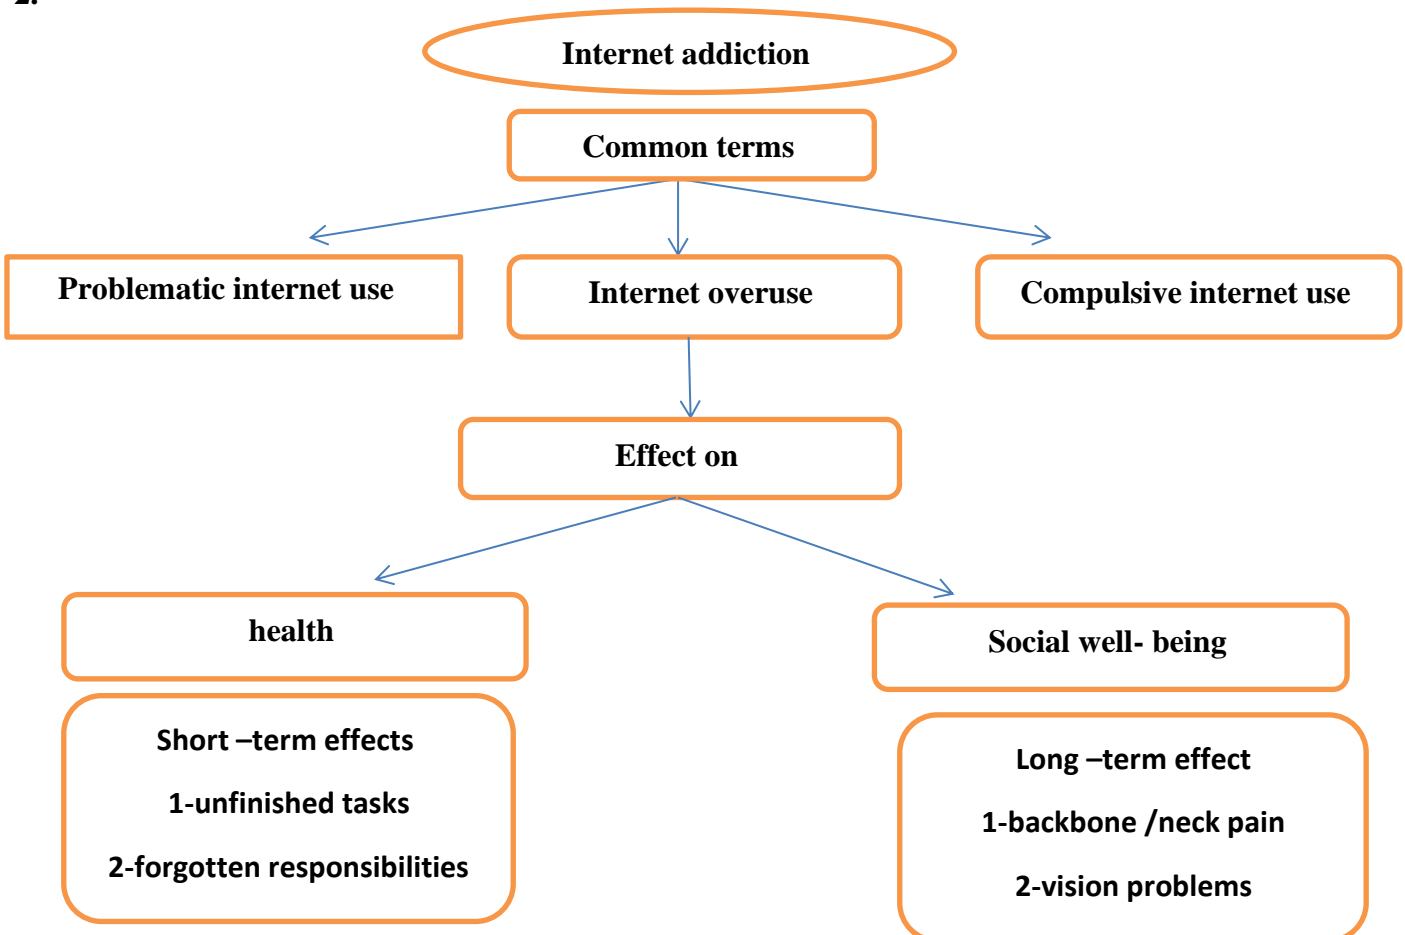 2.
Internet addiction
Common terms
Problematic internet use
Internet overuse
Compulsive internet use
Effect on
health
Social well- being
Short –term effects
1-unfinished tasks
2-forgotten responsibilities
Long –term effect
1-backbone /neck pain
2-vision problems